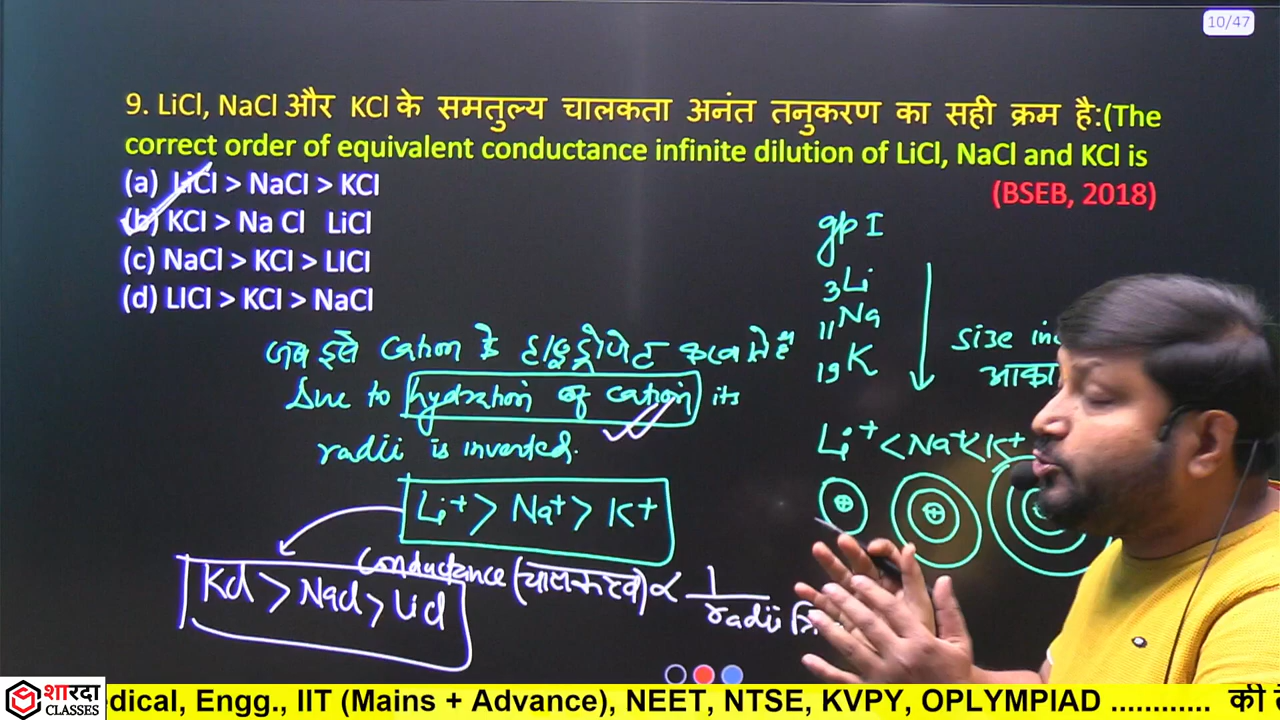 10/47
9. LiCl, NaCl और KCl के समतुल्य चालकता अनंत तनुकरण का सही क्रम है:(The
correct order of equivalent conductance infinite dilution of LiCl, NaCl and KCl is
(a) LiCl > NaCl > KCl
(BSEB, 2018)
(b) KCl > Na Cl LiCl
(c) NaCl > KCl > LICl
(d) LICl > KCl > NaCl
gp I
3Li
11Na
19K
size
आका
जब इसे cation के
Due to hydration of cation its
radii is inverted.
Li+ < Na+ < K+
Li+ > Na+ > K+
Conductance ∝ 1
radii
KCl > NaCl > LiCl
शारदा
CLASSES
dical, Engg., IIT (Mains + Advance), NEET, NTSE, KVPY, OPLYMPIAD ............ की